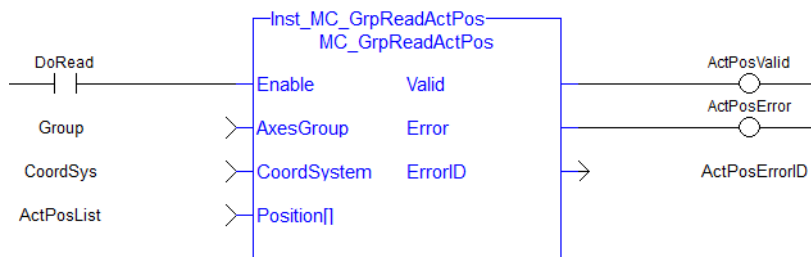 Inst_MC_GrpReadActPos
MC_GrpReadActPos
DoRead
ActPosValid
Enable Valid
ActPosError
Group AxesGroup Error
CoordSys CoordSystem ErrorID ActPosErrorID
ActPosList Position[]